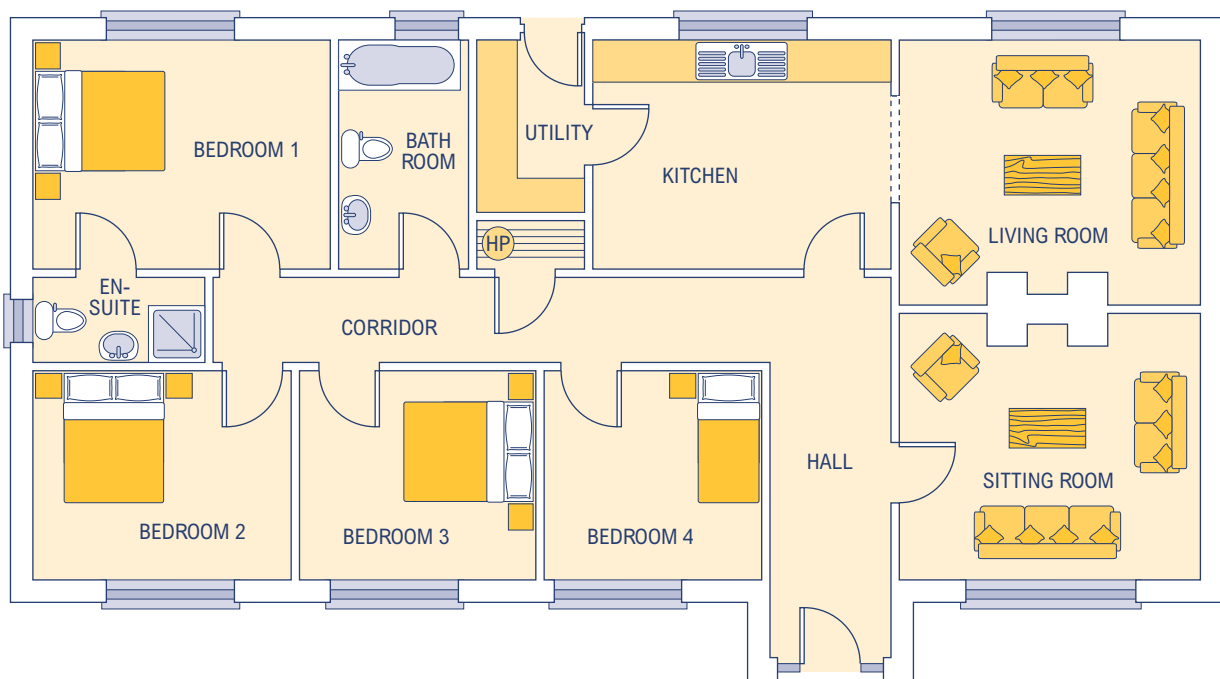 BEDROOM 1
BATH
ROOM
UTILITY
KITCHEN
LIVING ROOM
HP
EN-
SUITE
CORRIDOR
HALL
SITTING ROOM
BEDROOM 2
BEDROOM 3
BEDROOM 4